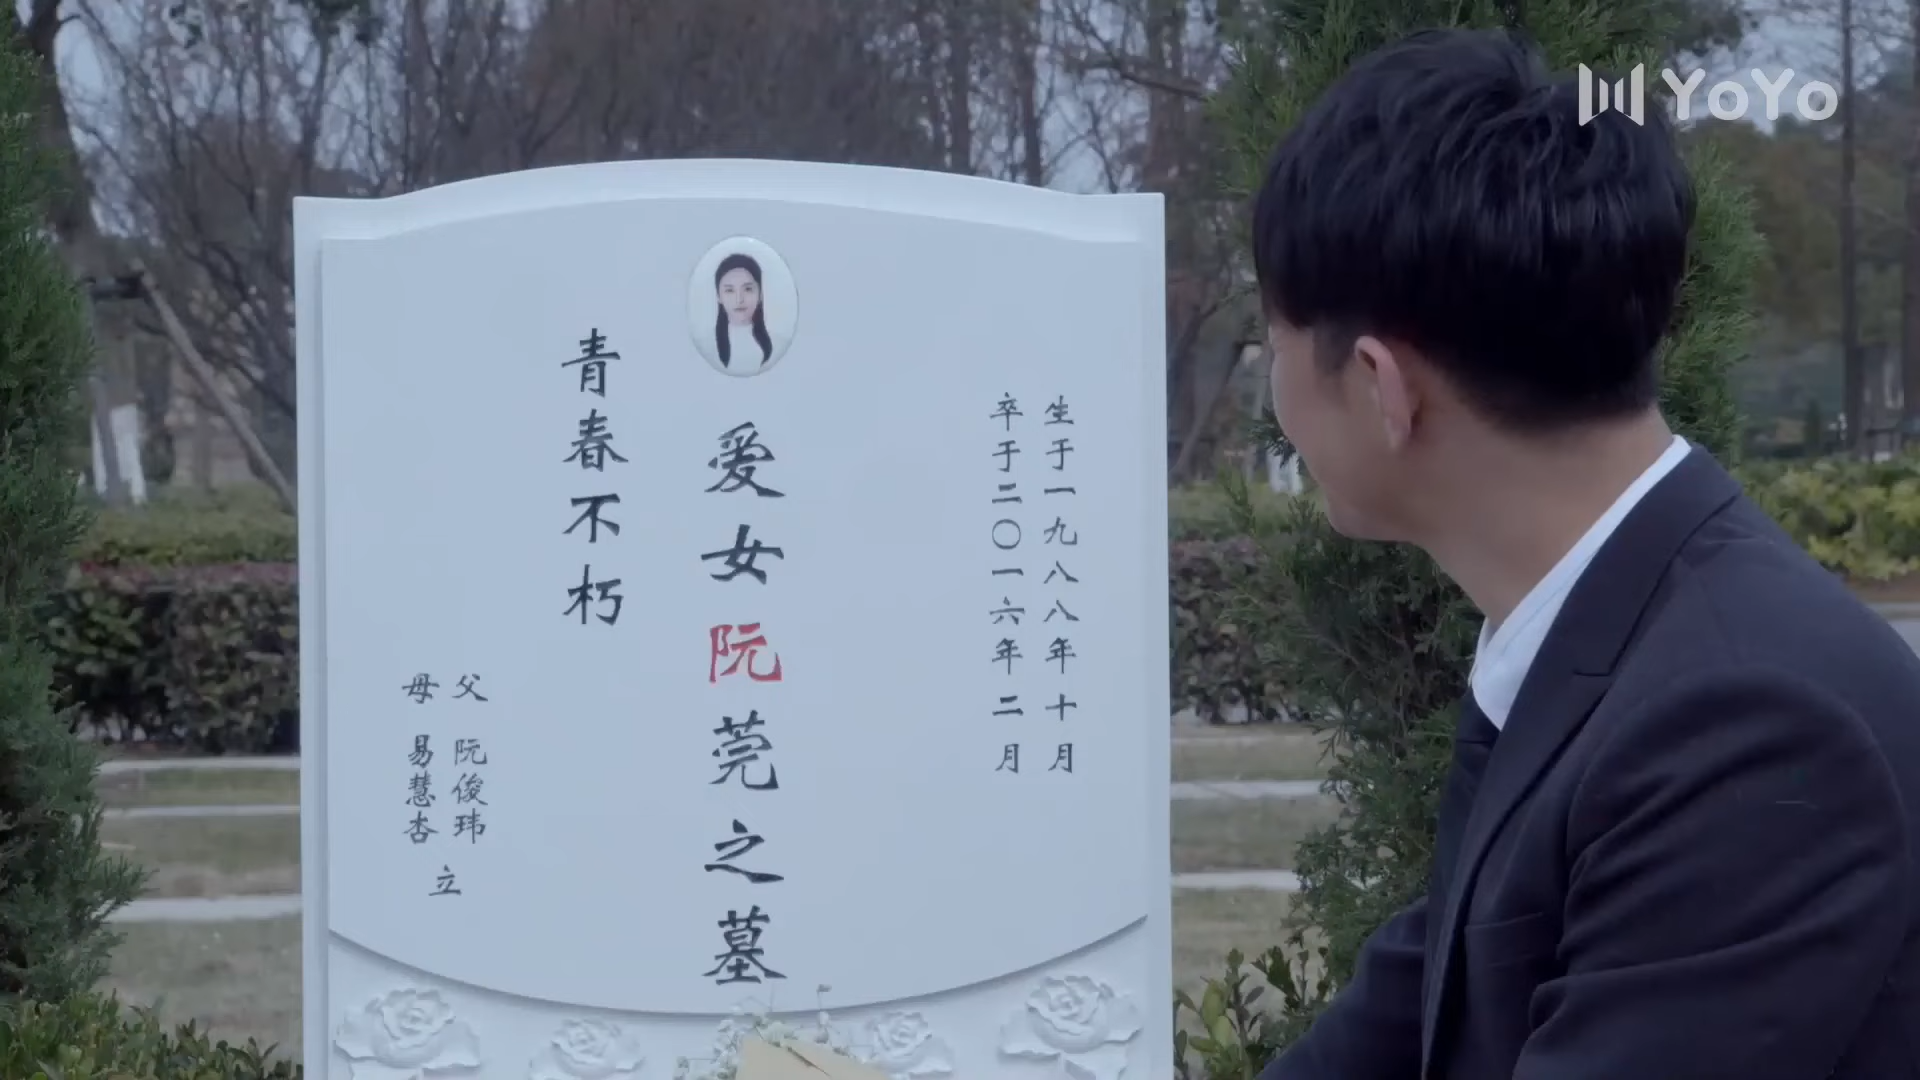 YoYo
生于一九八八年十月
卒于二〇一六年二月
爱女阮莞之墓
青春不朽
父 阮俊玮
母 易慧杏
立